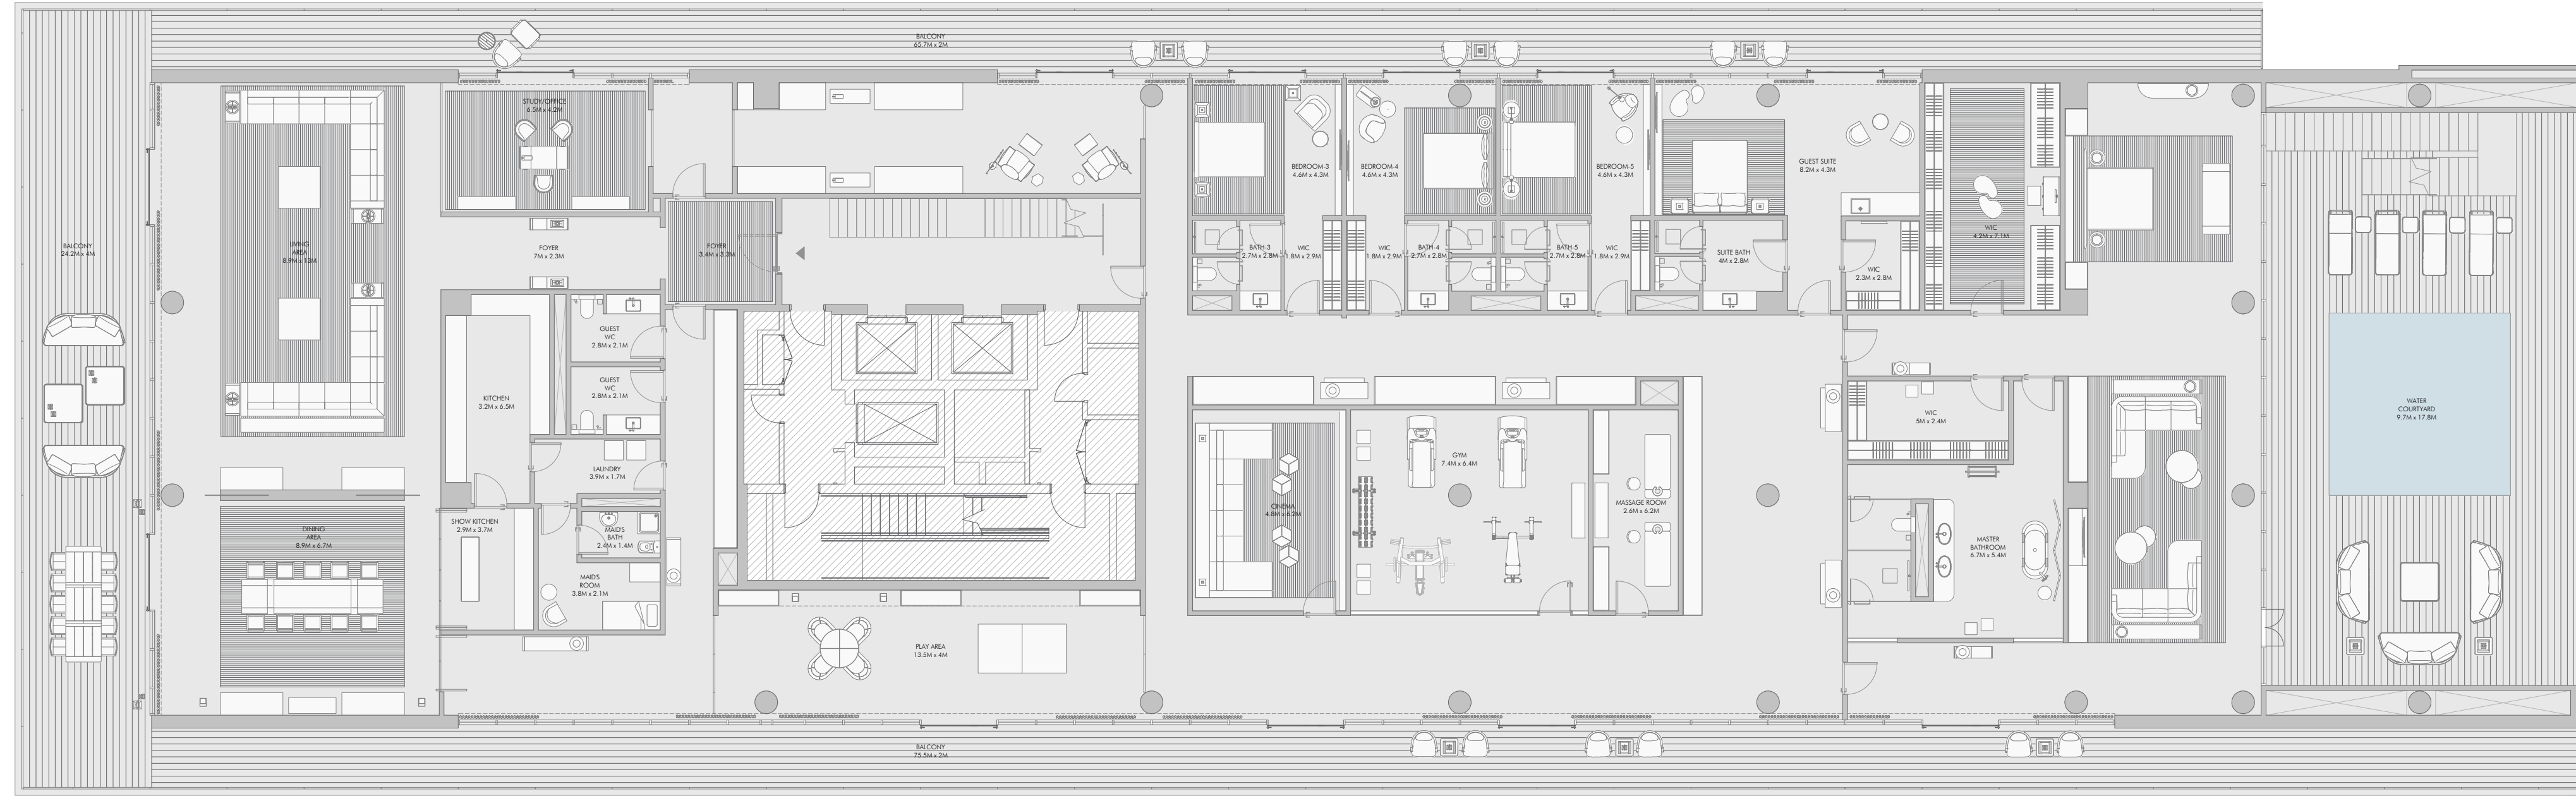 BALCONY
65.7M x 2M
STUDY/OFFICE
6.5M x 4.2M
BEDROOM-3
4.6M x 4.3M
BEDROOM-4
4.6M x 4.3M
BEDROOM-5
4.6M x 4.3M
GUEST SUITE
8.2M x 4.3M
WIC
4.2M x 7.1M
BALCONY
24.2M x 4M
LIVING
AREA
8.9M x 13M
FOYER
7M x 2.3M
FOYER
3.4M x 3.3M
BATH-3
2.7M x 2.8M
WIC
1.8M x 2.9M
WIC
1.8M x 2.9M
BATH-4
2.7M x 2.8M
BATH-5
2.7M x 2.8M
WIC
1.8M x 2.9M
SUITE BATH
4M x 2.8M
WIC
2.3M x 2.8M
GUEST
WC
2.8M x 2.1M
GUEST
WC
2.8M x 2.1M
KITCHEN
3.2M x 6.5M
WIC
5M x 2.4M
WATER
COURTYARD
9.7M x 17.8M
LAUNDRY
3.9M x 1.7M
GYM
7.4M x 6.4M
CINEMA
4.8M x 6.2M
MASSAGE ROOM
2.6M x 6.2M
SHOW KITCHEN
2.9M x 3.7M
DINING
AREA
8.9M x 6.7M
MAID'S
BATH
2.4M x 1.4M
MASTER
BATHROOM
6.7M x 5.4M
MAID'S
ROOM
3.8M x 2.1M
PLAY AREA
13.5M x 4M
BALCONY
75.5M x 2M